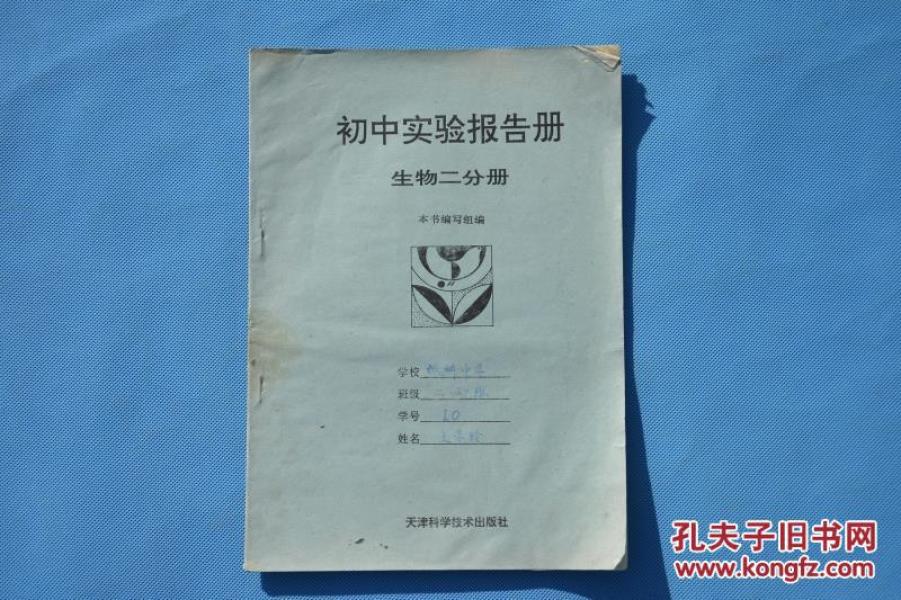 初中实验报告册
生物二分册
本书编写组编
学校
班级
学号 10
姓名
天津科学技术出版社
孔夫子旧书网
www.kongfz.com